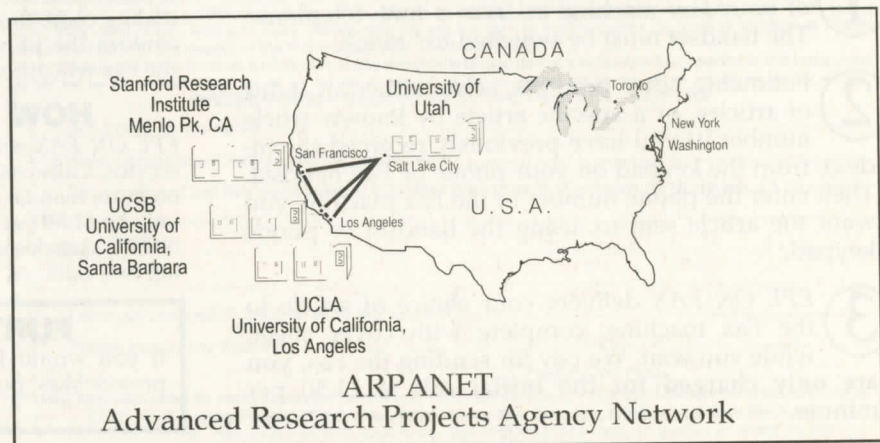 CANADA
Stanford Research
Institute
Menlo Pk, CA
University of
Utah
Toronto
New York
Washington
San Francisco
Salt Lake City
UCSB
University of
California,
Santa Barbara
U.S.A.
Los Angeles
UCLA
University of California,
Los Angeles
ARPANET
Advanced Research Projects Agency Network